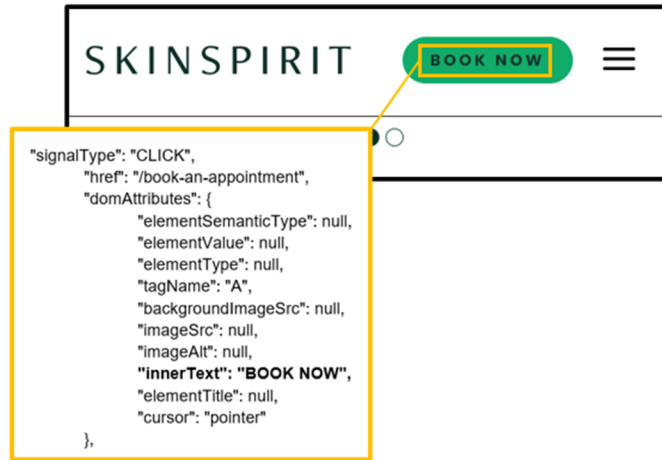 SKINSPIRIT
BOOK NOW
"signalType": "CLICK",
"href": "/book-an-appointment",
"domAttributes": {
"elementSemanticType": null,
"elementValue": null,
"elementType": null,
"tagName": "A",
"backgroundImageSrc": null,
"imageSrc": null,
"imageAlt": null,
"innerText": "BOOK NOW",
"elementTitle": null,
"cursor": "pointer"
},